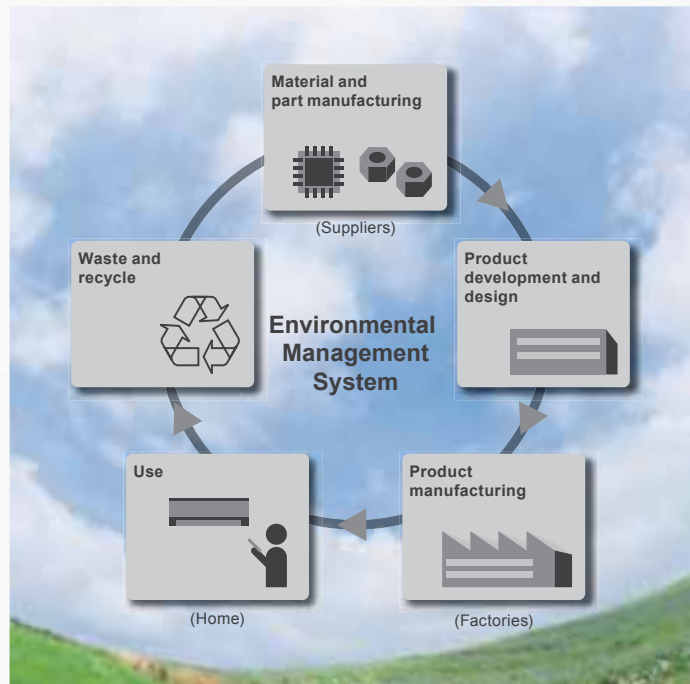 Material and
part manufacturing
(Suppliers)
Waste and
recycle
Product
development and
design
Environmental
Management
System
Use
(Home)
Product
manufacturing
(Factories)